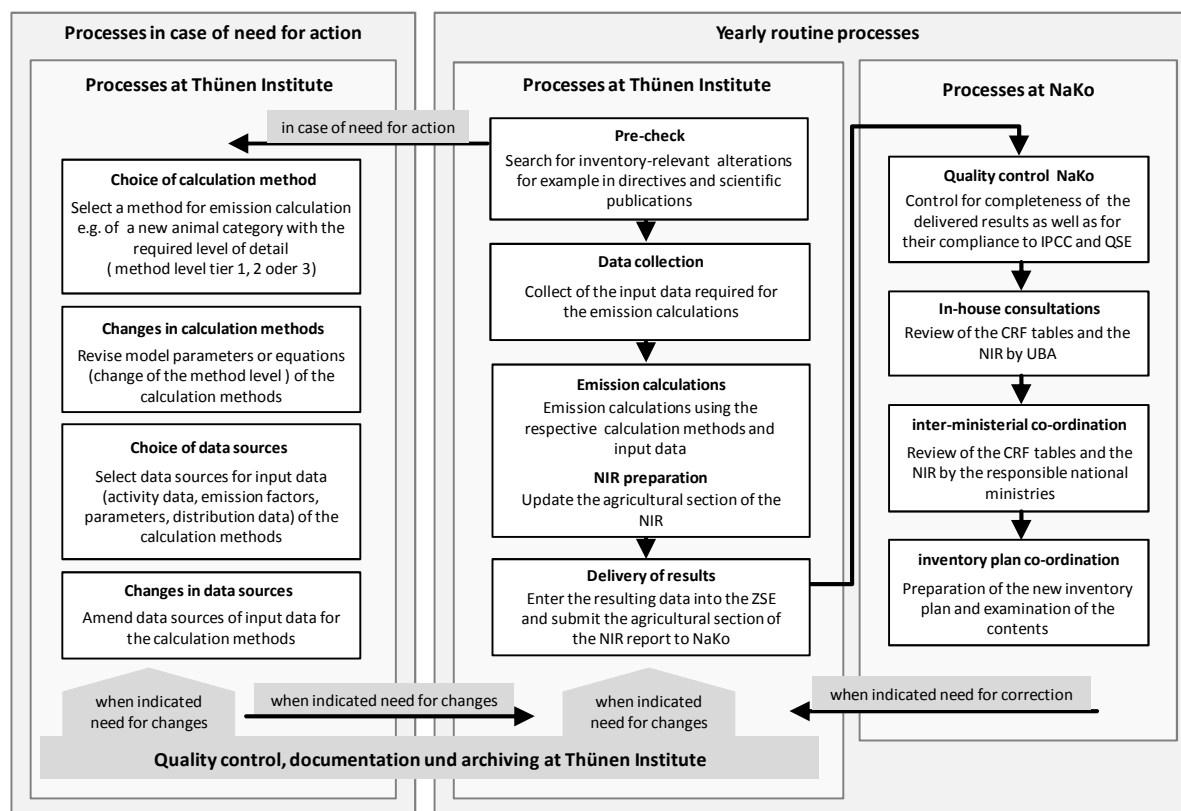 Processes in case of need for action
Processes at Thünen Institute
Choice of calculation method
Select a method for emission calculation
e.g. of a new animal category with the
required level of detail
( method level tier 1, 2 oder 3)
Changes in calculation methods
Revise model parameters or equations
(change of the method level ) of the
calculation methods
Choice of data sources
Select data sources for input data
(activity data, emission factors,
parameters, distribution data) of the
calculation methods
Changes in data sources
Amend data sources of input data for
the calculation methods
when indicated
need for changes
in case of need for action
when indicated need for changes
Yearly routine processes
Processes at Thünen Institute
Pre-check
Search for inventory-relevant alterations
for example in directives and scientific
publications
Data collection
Collect of the input data required for
the emission calculations
Emission calculations
Emission calculations using the
respective calculation methods and
input data
NIR preparation
Update the agricultural section of the
NIR
Delivery of results
Enter the resulting data into the ZSE
and submit the agricultural section of
the NIR report to NaKo
when indicated
need for changes
Processes at NaKo
Quality control NaKo
Control for completeness of the
delivered results as well as for
their compliance to IPCC and QSE
In-house consultations
Review of the CRF tables and the
NIR by UBA
inter-ministerial co-ordination
Review of the CRF tables and the
NIR by the responsible national
ministries
inventory plan co-ordination
Preparation of the new inventory
plan and examination of the
contents
when indicated need for correction
Quality control, documentation und archiving at Thünen Institute